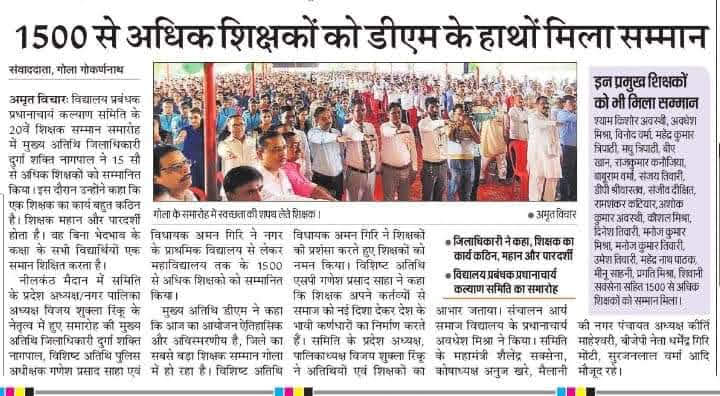 1500 से अधिक शिक्षकों को डीएम के हाथों मिला सम्मान
संवाददाता, गोला गोकर्णनाथ
अमृत विचारः विद्यालय प्रबंधक
प्रधानाचार्य कल्याण समिति के
20वें शिक्षक सम्मान समारोह
में मुख्य अतिथि जिलाधिकारी
दुर्गा शक्ति नागपाल ने 15 सौ
से अधिक शिक्षकों को सम्मानित
किया। इस दौरान उन्होंने कहा कि
एक शिक्षक का कार्य बहुत कठिन
है। शिक्षक महान और पारदर्शी
होता है। वह बिना भेदभाव के
कक्षा के सभी विद्यार्थियों एक
समान शिक्षित करता है।
नीलकंठ मैदान में समिति
के प्रदेश अध्यक्ष/नगर पालिका
अध्यक्ष विजय शुक्ला रिंकू के
नेतृत्व में हुए समारोह की मुख्य
अतिथि जिलाधिकारी दुर्गा शक्ति
नागपाल, विशिष्ट अतिथि पुलिस
अधीक्षक गणेश प्रसाद साहा एवं
गोला के समारोह में स्वच्छता की शपथ लेते शिक्षक।
● अमृत विचार
विधायक अमन गिरि ने नगर
के प्राथमिक विद्यालय से लेकर
महाविद्यालय तक के 1500
से अधिक शिक्षकों को सम्मानित
किया।
मुख्य अतिथि डीएम ने कहा
कि आज का आयोजन ऐतिहासिक
और अविस्मरणीय है, जिले का
सबसे बड़ा शिक्षक सम्मान गोला
में हो रहा है। विशिष्ट अतिथि
विधायक अमन गिरि ने शिक्षकों
की प्रशंसा करते हुए शिक्षकों को
नमन किया। विशिष्ट अतिथि
एसपी गणेश प्रसाद साहा ने कहा
कि शिक्षक अपने कर्तव्यों से
समाज को नई दिशा देकर देश के
भावी कर्णधारों का निर्माण करते
हैं। समिति के प्रदेश अध्यक्ष,
पालिकाध्यक्ष विजय शुक्ला रिंकू
ने अतिथियों एवं शिक्षकों का
● जिलाधिकारी ने कहा, शिक्षक का
कार्य कठिन, महान और पारदर्शी
● विद्यालय प्रबंधक प्रधानाचार्य
कल्याण समिति का समारोह
आभार जताया। संचालन आर्य
समाज विद्यालय के प्रधानाचार्य
अवधेश मिश्रा ने किया। समिति
के महामंत्री शैलेंद्र सक्सेना,
कोषाध्यक्ष अनुज खरे, मैलानी
इन प्रमुख शिक्षकों
को भी मिला सम्मान
श्याम किशोर अवस्थी, अवधेश
मिश्रा, विनोद वर्मा, महेंद्र कुमार
त्रिपाटी, मधु त्रिपाठी, बीए
खान, राजकुमार कनौजिया,
बाबूराम वर्मा, संजय तिवारी,
डीपी श्रीवास्तव, संजीव दीक्षित,
रामशंकर कटियार,अशोक
कुमार अवस्थी, कौशल मिश्रा,
दिनेश तिवारी, मनोज कुमार
मिश्रा, मनोज कुमार तिवारी,
उमेश तिवारी, महेंद्र नाथ पाठक,
मीनू साहनी, प्रगति मिश्रा, शिवानी
सक्सेना सहित 1500 से अधिक
शिक्षकों को सम्मान मिला।
की नगर पंचायत अध्यक्ष कीर्ति
माहेश्वरी, बीजेपी नेता धर्मेंद्र गिरि
मोंटी, सुरजनलाल वर्मा आदि
मौजूद रहे।